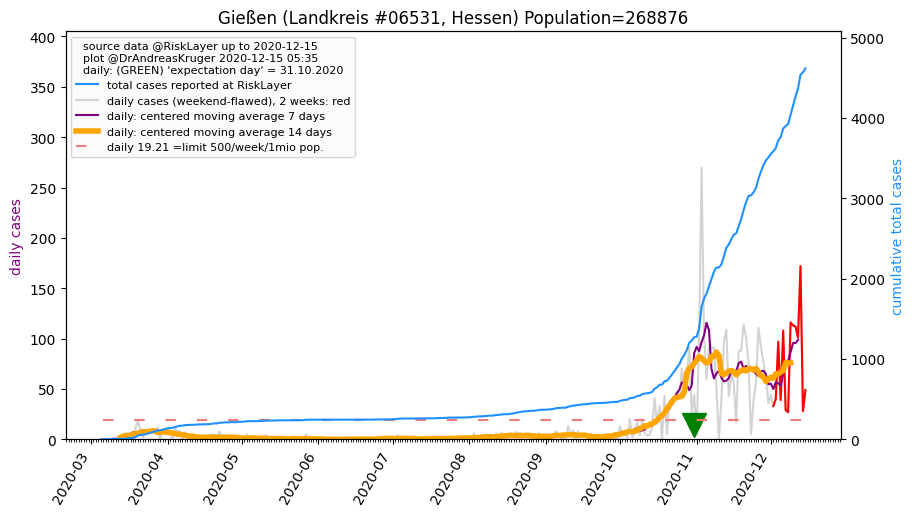 Gießen (Landkreis #06531, Hessen) Population=268876
source data @RiskLayer up to 2020-12-15
plot @DrAndreasKruger 2020-12-15 05:35
daily: (GREEN) 'expectation day' = 31.10.2020
total cases reported at RiskLayer
daily cases (weekend-flawed), 2 weeks: red
daily: centered moving average 7 days
daily: centered moving average 14 days
daily 19.21 =limit 500/week/1mio pop.
daily cases
400
350
300
250
200
150
100
50
0
cumulative total cases
5000
4000
3000
2000
1000
0
2020-03
2020-04
2020-05
2020-06
2020-07
2020-08
2020-09
2020-10
2020-11
2020-12